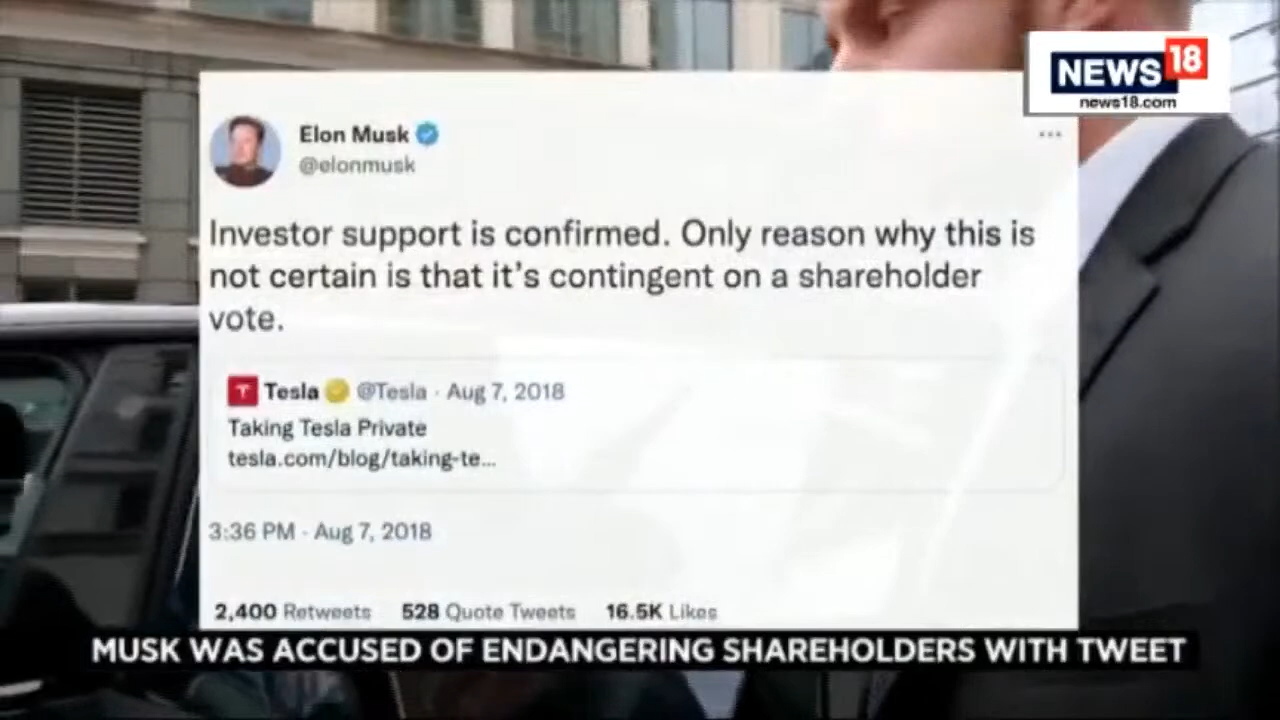 NEWS 18
news18.com
Elon Musk
@elonmusk
Investor support is confirmed. Only reason why this is
not certain is that it's contingent on a shareholder
vote.
Tesla @Tesla · Aug 7, 2018
Taking Tesla Private
tesla.com/blog/taking-te...
3:36 PM · Aug 7, 2018
2,400 Retweets 528 Quote Tweets 16.5K Likes
MUSK WAS ACCUSED OF ENDANGERING SHAREHOLDERS WITH TWEET